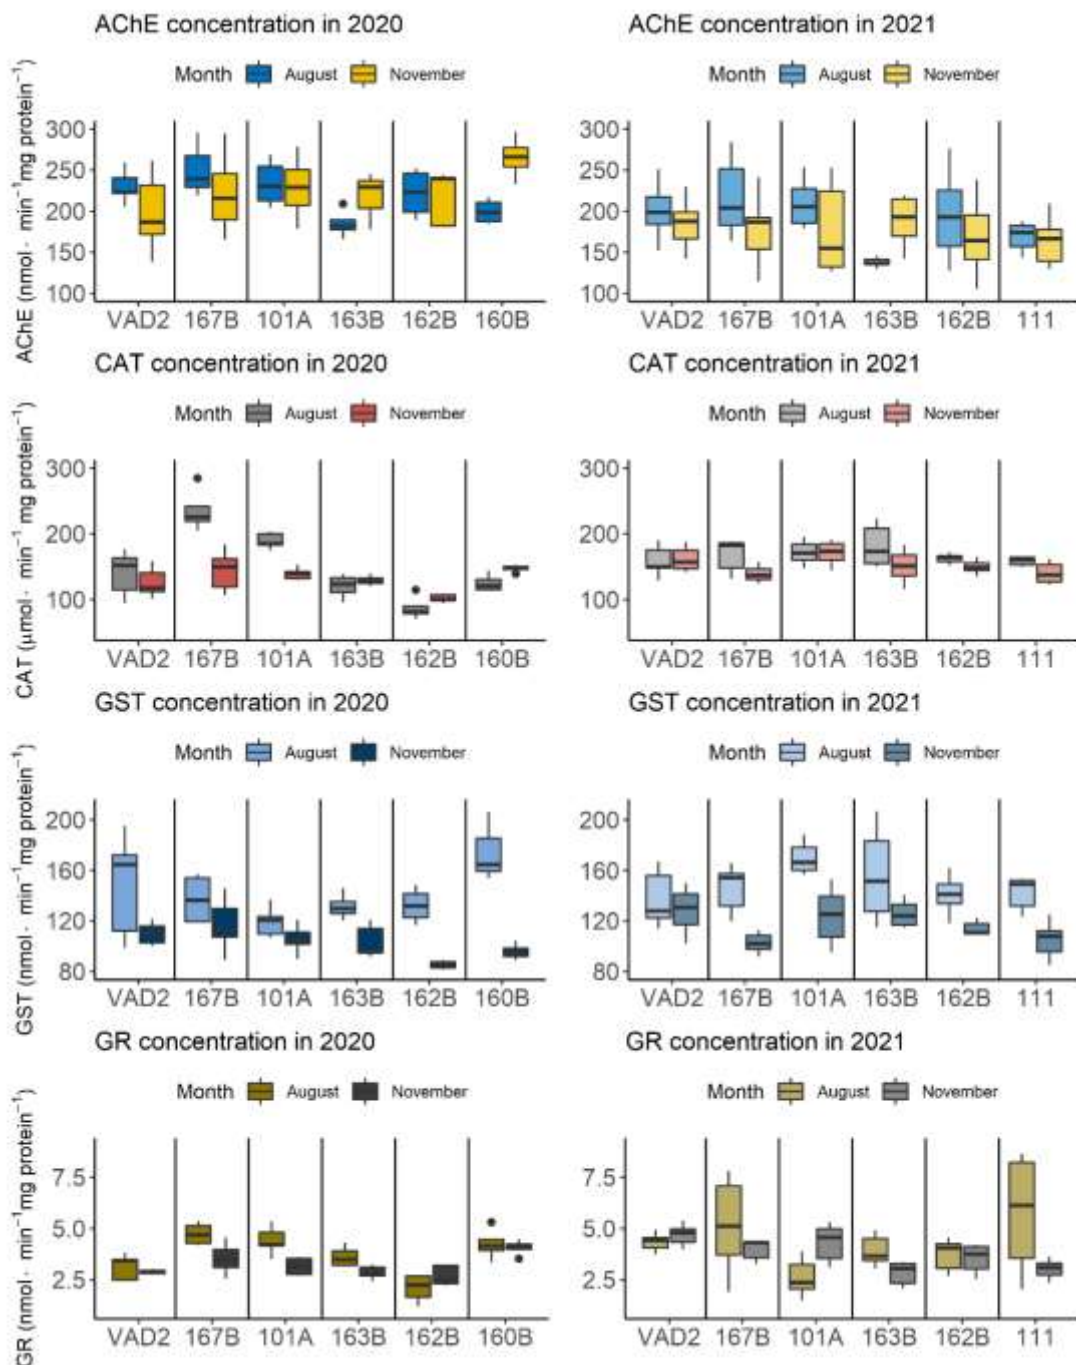 AChE concentration in 2020
AChE concentration in 2021
Month August November
Month August November
AChE (nmol · min⁻¹mg protein⁻¹)
300
250
200
150
100
300
250
200
150
100
VAD2 167B 101A 163B 162B 160B
VAD2 167B 101A 163B 162B 111
CAT concentration in 2020
CAT concentration in 2021
Month August November
Month August November
CAT (μmol · min⁻¹ mg protein⁻¹)
300
200
100
300
200
100
VAD2 167B 101A 163B 162B 160B
VAD2 167B 101A 163B 162B 111
GST concentration in 2020
GST concentration in 2021
Month August November
Month August November
GST (nmol · min⁻¹mg protein⁻¹)
200
160
120
80
200
160
120
80
VAD2 167B 101A 163B 162B 160B
VAD2 167B 101A 163B 162B 111
GR concentration in 2020
GR concentration in 2021
Month August November
Month August November
GR (nmol · min⁻¹mg protein⁻¹)
7.5
5.0
2.5
7.5
5.0
2.5
VAD2 167B 101A 163B 162B 160B
VAD2 167B 101A 163B 162B 111